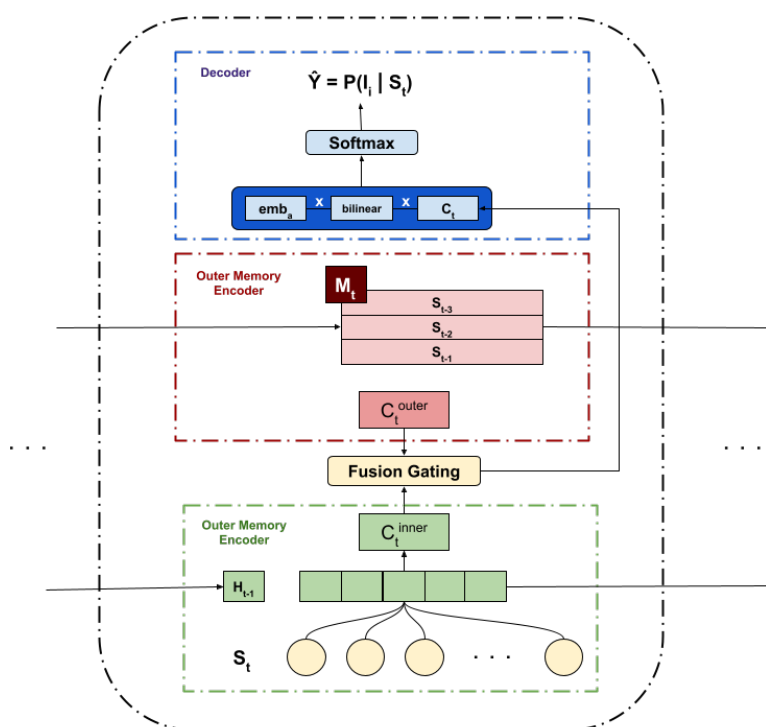 Decoder
Ŷ = P(I_i | S_t)
Softmax
emb_a x bilinear x C_t
Outer Memory
Encoder
M_t
S_t-3
S_t-2
S_t-1
C_t^outer
. . .
. . .
Fusion Gating
Outer Memory
Encoder
C_t^inner
H_t-1
S_t
. . .